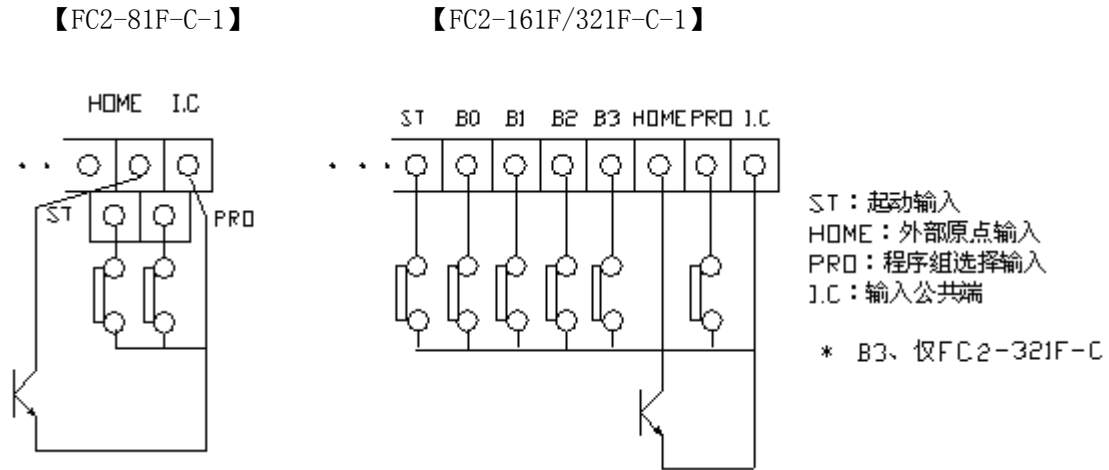 【FC2-81F-C-1】 【FC2-161F/321F-C-1】
HOME I.C
ST PRO
ST B0 B1 B2 B3 HOME PRO I.C
ST：起动输入
HOME：外部原点输入
PRO：程序组选择输入
I.C：输入公共端
* B3、仅FC2-321F-C